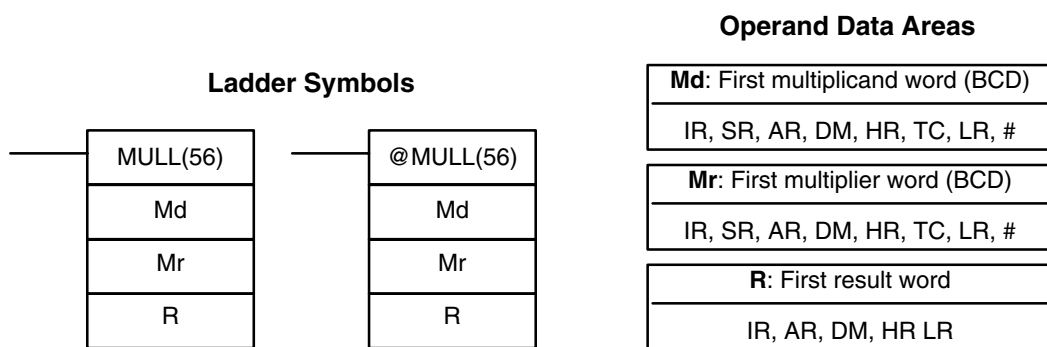 Operand Data Areas
Ladder Symbols
MULL(56)
Md
Mr
R
@MULL(56)
Md
Mr
R
Md: First multiplicand word (BCD)
IR, SR, AR, DM, HR, TC, LR, #
Mr: First multiplier word (BCD)
IR, SR, AR, DM, HR, TC, LR, #
R: First result word
IR, AR, DM, HR LR